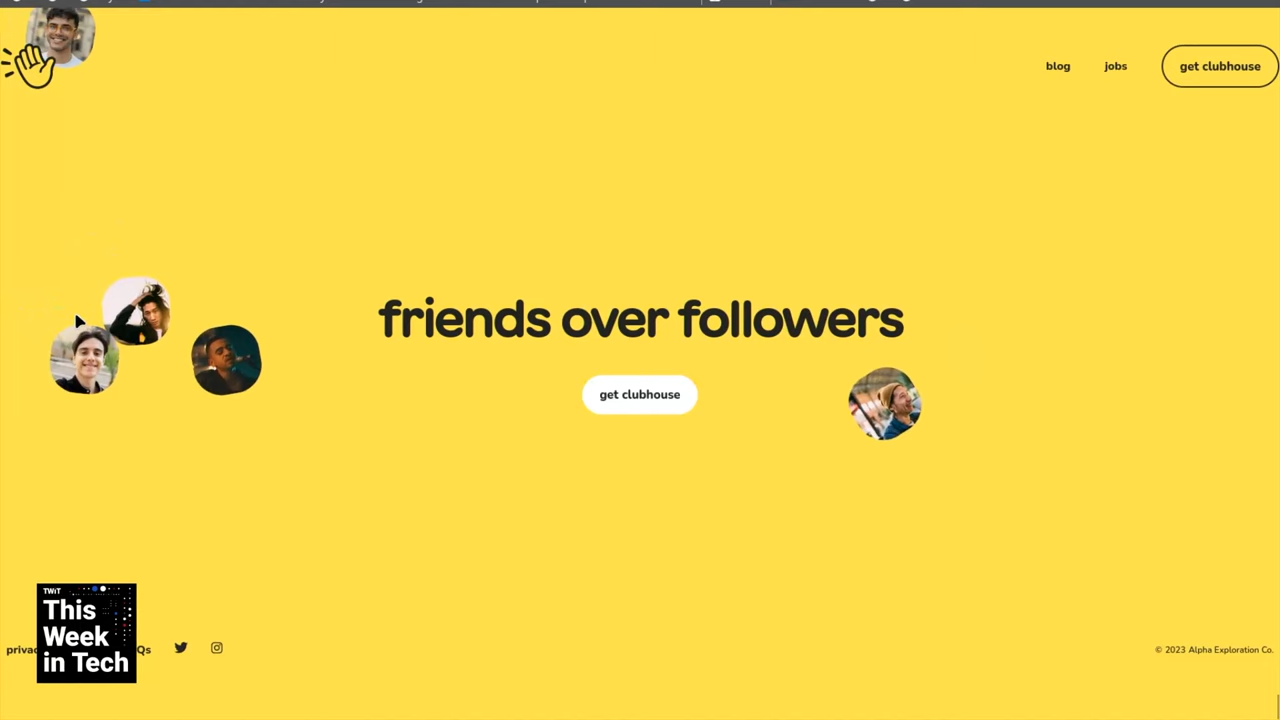 blog
jobs
get clubhouse
friends over followers
get clubhouse
TWiT
This
Week
in Tech
Qs
© 2023 Alpha Exploration Co.